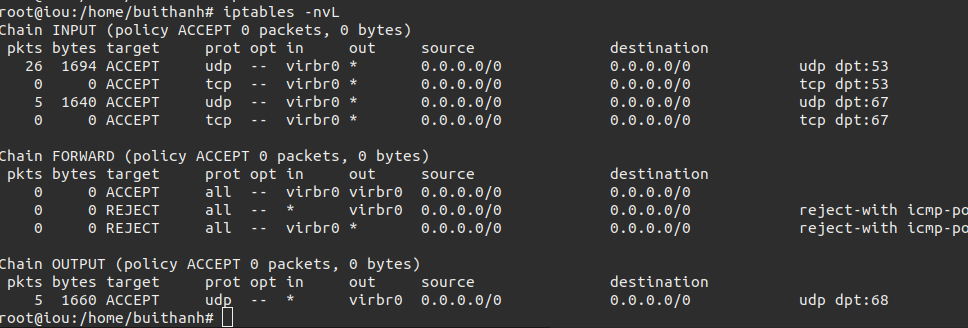 root@iou:/home/buithanh# iptables -nvL
Chain INPUT (policy ACCEPT 0 packets, 0 bytes)
 pkts bytes target     prot opt in     out     source               destination
   26  1694 ACCEPT     udp  --  virbr0 *       0.0.0.0/0            0.0.0.0/0            udp dpt:53
    0     0 ACCEPT     tcp  --  virbr0 *       0.0.0.0/0            0.0.0.0/0            tcp dpt:53
    5  1640 ACCEPT     udp  --  virbr0 *       0.0.0.0/0            0.0.0.0/0            udp dpt:67
    0     0 ACCEPT     tcp  --  virbr0 *       0.0.0.0/0            0.0.0.0/0            tcp dpt:67
Chain FORWARD (policy ACCEPT 0 packets, 0 bytes)
 pkts bytes target     prot opt in     out     source               destination
    0     0 ACCEPT     all  --  virbr0 virbr0  0.0.0.0/0            0.0.0.0/0
    0     0 REJECT     all  --  *      virbr0  0.0.0.0/0            0.0.0.0/0            reject-with icmp-po
    0     0 REJECT     all  --  virbr0 *       0.0.0.0/0            0.0.0.0/0            reject-with icmp-po
Chain OUTPUT (policy ACCEPT 0 packets, 0 bytes)
 pkts bytes target     prot opt in     out     source               destination
    5  1660 ACCEPT     udp  --  *      virbr0  0.0.0.0/0            0.0.0.0/0            udp dpt:68
root@iou:/home/buithanh#